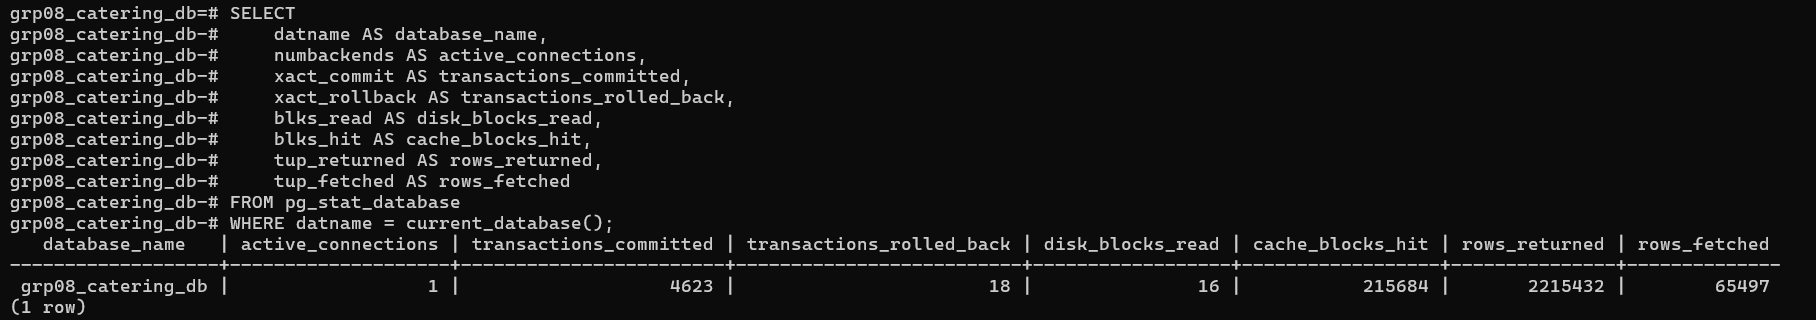 grp08_catering_db=# SELECT
grp08_catering_db-#     datname AS database_name,
grp08_catering_db-#     numbackends AS active_connections,
grp08_catering_db-#     xact_commit AS transactions_committed,
grp08_catering_db-#     xact_rollback AS transactions_rolled_back,
grp08_catering_db-#     blks_read AS disk_blocks_read,
grp08_catering_db-#     blks_hit AS cache_blocks_hit,
grp08_catering_db-#     tup_returned AS rows_returned,
grp08_catering_db-#     tup_fetched AS rows_fetched
grp08_catering_db-# FROM pg_stat_database
grp08_catering_db-# WHERE datname = current_database();
   database_name   | active_connections | transactions_committed | transactions_rolled_back | disk_blocks_read | cache_blocks_hit | rows_returned | rows_fetched
-------------------+--------------------+------------------------+--------------------------+------------------+------------------+---------------+--------------
 grp08_catering_db |                  1 |                   4623 |                       18 |               16 |           215684 |       2215432 |        65497
(1 row)